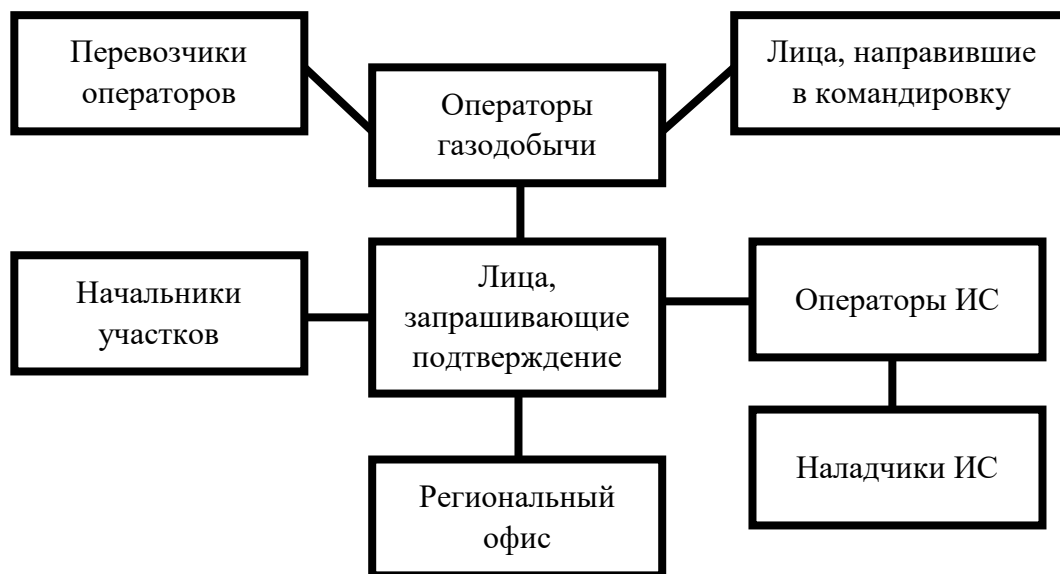 Перевозчики
операторов
Операторы
газодобычи
Лица, направившие
в командировку
Начальники
участков
Лица,
запрашивающие
подтверждение
Операторы ИС
Наладчики ИС
Региональный
офис